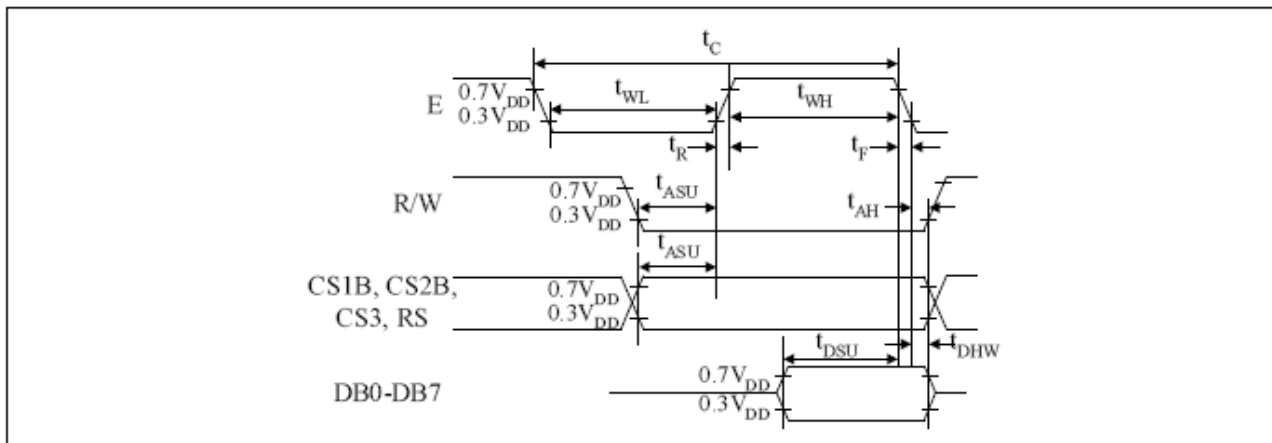 t_C
0.7V_DD
t_WL
t_WH
E
0.3V_DD
t_R
t_F
0.7V_DD
t_ASU
R/W
t_AH
0.3V_DD
t_ASU
CS1B, CS2B,
0.7V_DD
CS3, RS
0.3V_DD
t_DSU
t_DHW
0.7V_DD
DB0-DB7
0.3V_DD